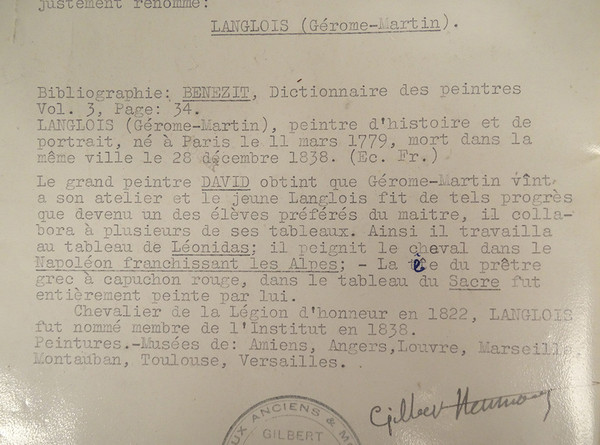 justement renommé:
LANGLOIS (Gérome-Martin).
Bibliographie: BENEZIT, Dictionnaire des peintres
Vol. 3, Page: 34.
LANGLOIS (Gérome-Martin), peintre d'histoire et de
portrait, né à Paris le 11 mars 1779, mort dans la
même ville le 28 décembre 1838. (Ec. Fr.)
Le grand peintre DAVID obtint que Gérome-Martin vînt
a son atelier et le jeune Langlois fit de tels progrès
que devenu un des élèves préférés du maitre, il colla-
bora à plusieurs de ses tableaux. Ainsi il travailla
au tableau de Léonidas; il peignit le cheval dans le
Napoléon franchissant les Alpes; - La tête du prêtre
grec à capuchon rouge, dans le tableau du Sacre fut
entièrement peinte par lui.
Chevalier de la Légion d'honneur en 1822, LANGLOIS
fut nommé membre de l'Institut en 1838.
Peintures.-Musées de: Amiens, Angers,Louvre, Marseille
Montauban, Toulouse, Versailles.
Gilbert
UX ANCIENS & M
GILBERT